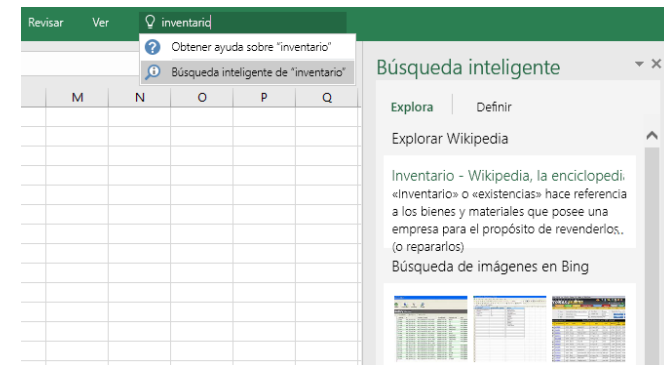 Revisar Ver inventario
Obtener ayuda sobre "inventario"
Búsqueda inteligente de "inventario"
M N O P Q
Búsqueda inteligente
Explora Definir
Explorar Wikipedia
Inventario - Wikipedia, la enciclopedi
«Inventario» o «existencias» hace referencia
a los bienes y materiales que posee una
empresa para el propósito de revenderlos..
(o repararlos)
Búsqueda de imágenes en Bing